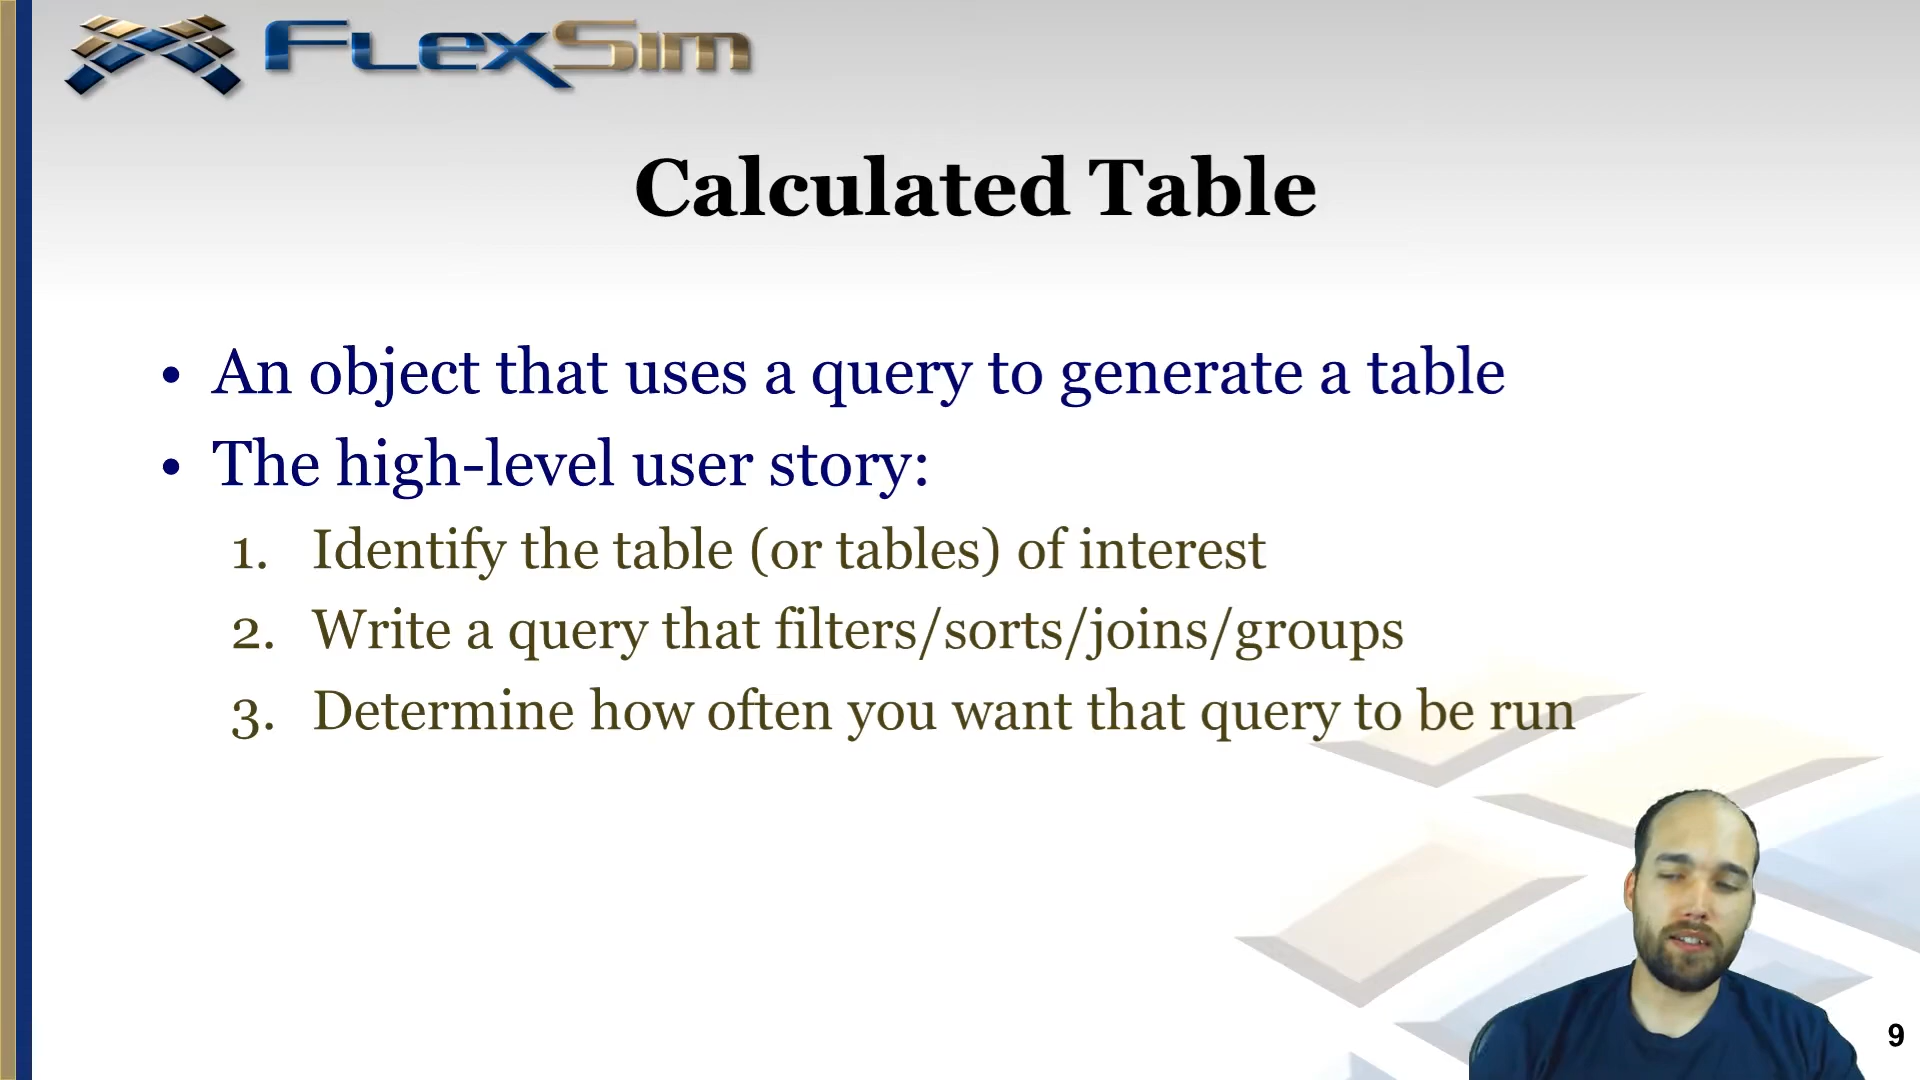 FLEXSIM
Calculated Table
• An object that uses a query to generate a table
• The high-level user story:
1. Identify the table (or tables) of interest
2. Write a query that filters/sorts/joins/groups
3. Determine how often you want that query to be run
9